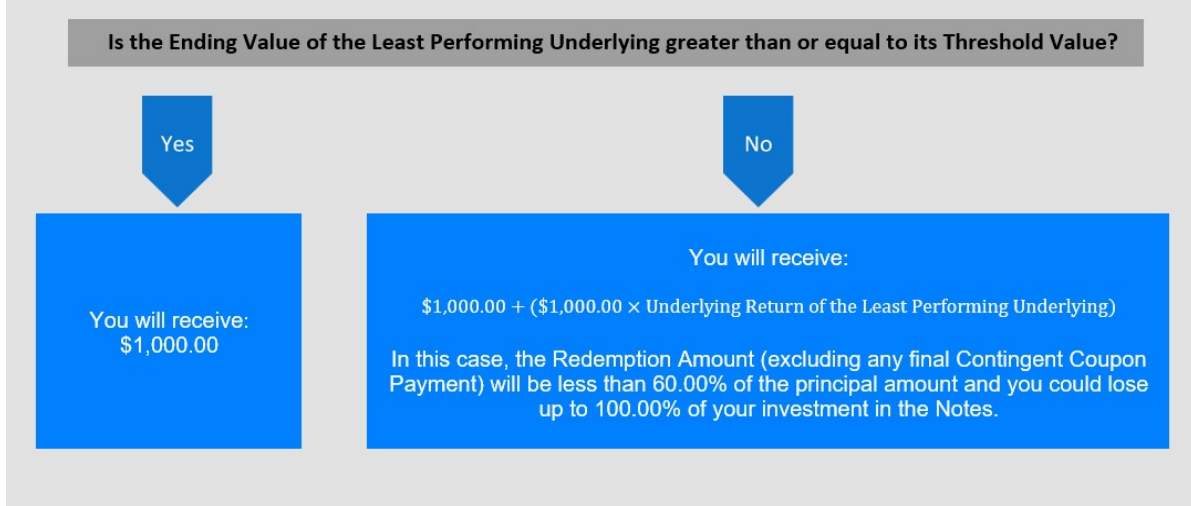 Is the Ending Value of the Least Performing Underlying greater than or equal to its Threshold Value?
Yes
No
You will receive:
$1,000.00
You will receive:
$1,000.00 + ($1,000.00 × Underlying Return of the Least Performing Underlying)
In this case, the Redemption Amount (excluding any final Contingent Coupon
Payment) will be less than 60.00% of the principal amount and you could lose
up to 100.00% of your investment in the Notes.